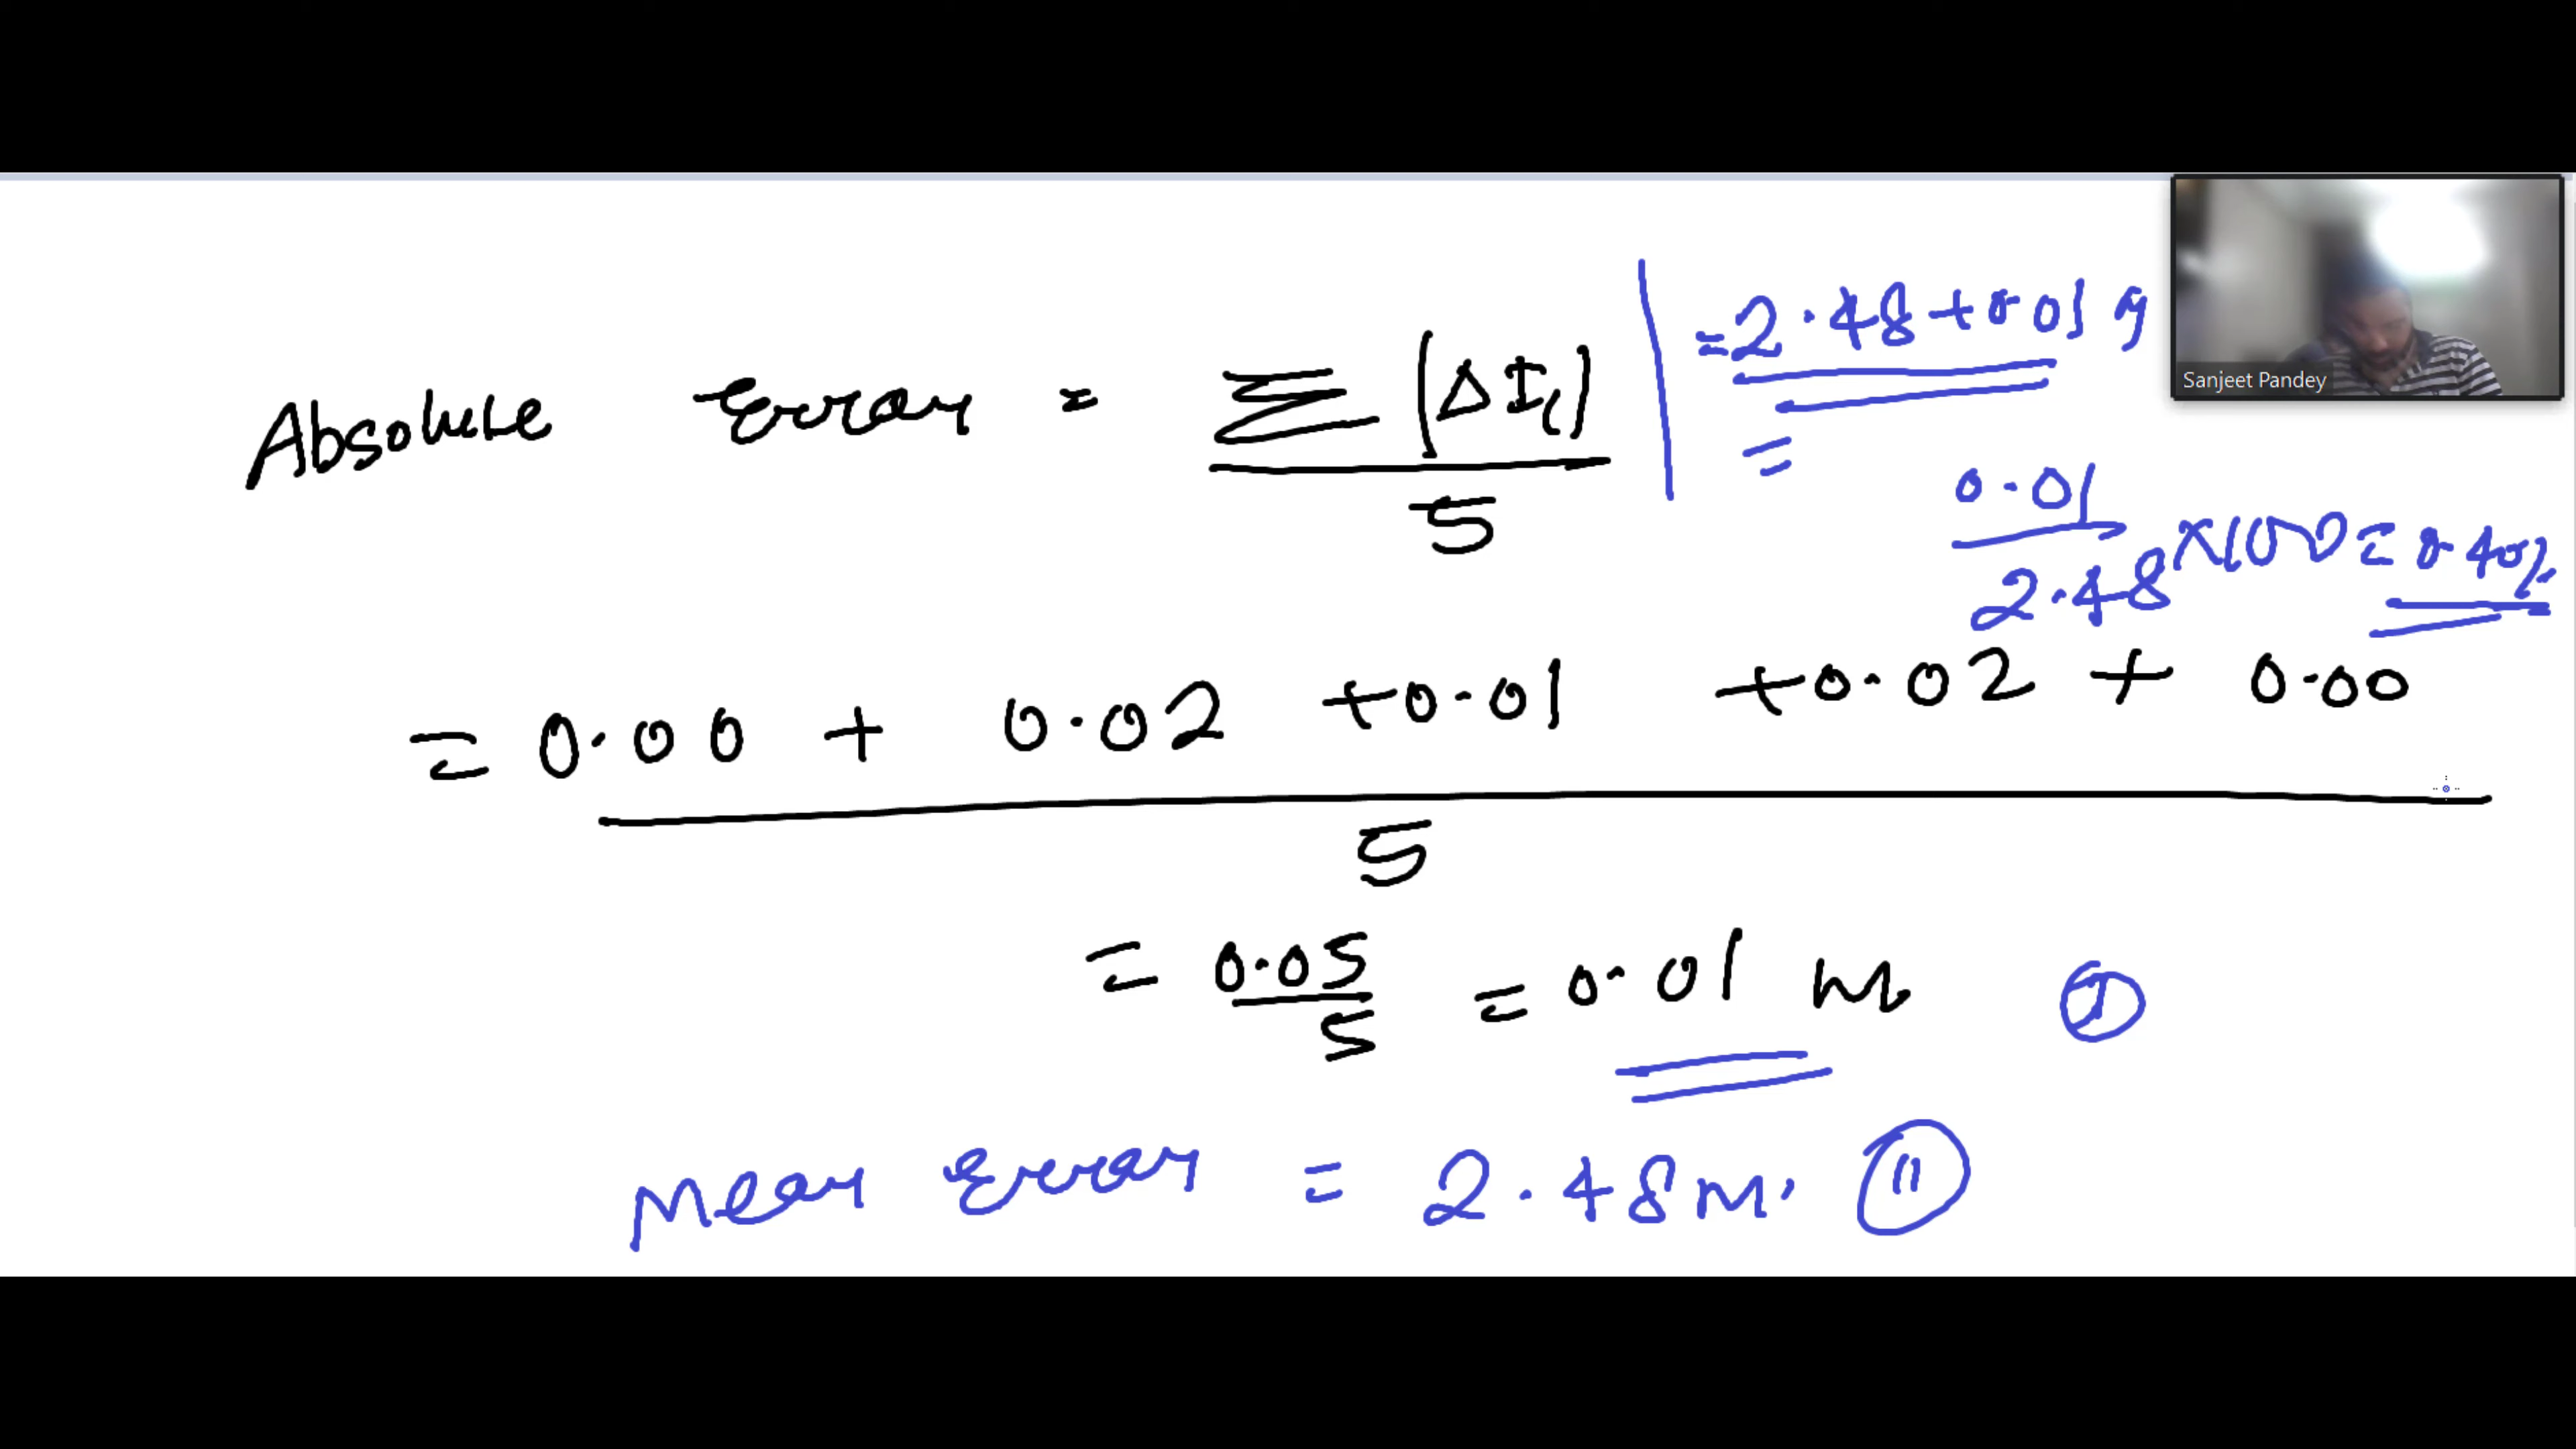 Absolute Error = Σ |ΔIi|
5
= 2.48 + 0.01
=
0.01
2.48 × 100 = 0.40%
Sanjeet Pandey
= 0.00 + 0.02 + 0.01 + 0.02 + 0.00
5
= 0.05 = 0.01 m I
5
Mean Error = 2.48 m. II